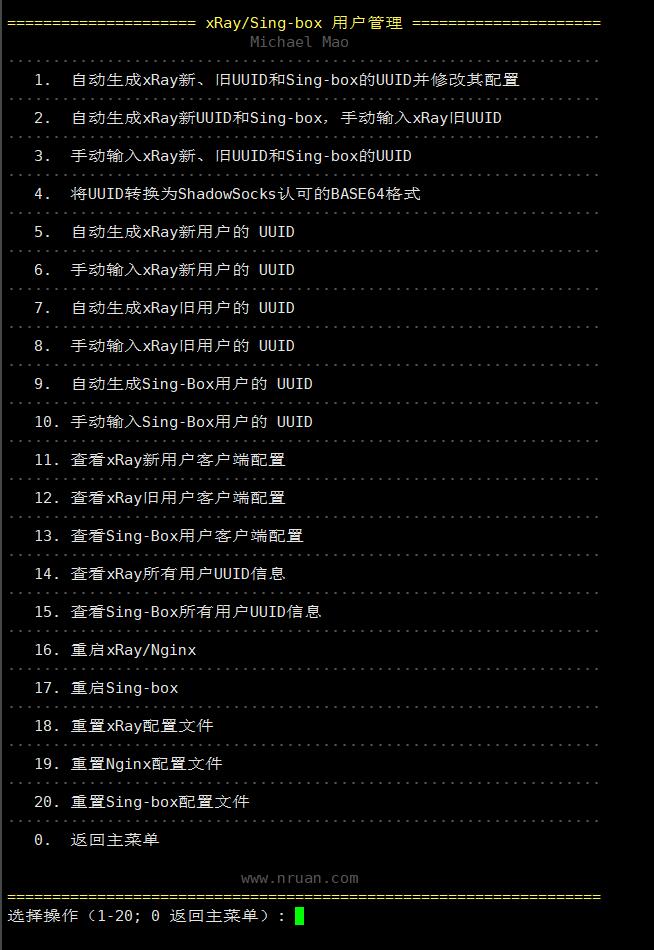 ===================== xRay/Sing-box 用户管理 =====================
Michael Mao
1. 自动生成xRay新、旧UUID和Sing-box的UUID并修改其配置
2. 自动生成xRay新UUID和Sing-box，手动输入xRay旧UUID
3. 手动输入xRay新、旧UUID和Sing-box的UUID
4. 将UUID转换为ShadowSocks认可的BASE64格式
5. 自动生成xRay新用户的 UUID
6. 手动输入xRay新用户的 UUID
7. 自动生成xRay旧用户的 UUID
8. 手动输入xRay旧用户的 UUID
9. 自动生成Sing-Box用户的 UUID
10. 手动输入Sing-Box用户的 UUID
11. 查看xRay新用户客户端配置
12. 查看xRay旧用户客户端配置
13. 查看Sing-Box用户客户端配置
14. 查看xRay所有用户UUID信息
15. 查看Sing-Box所有用户UUID信息
16. 重启xRay/Nginx
17. 重启Sing-box
18. 重置xRay配置文件
19. 重置Nginx配置文件
20. 重置Sing-box配置文件
0. 返回主菜单
www.nruan.com
==================================================================
选择操作（1-20; 0 返回主菜单）: